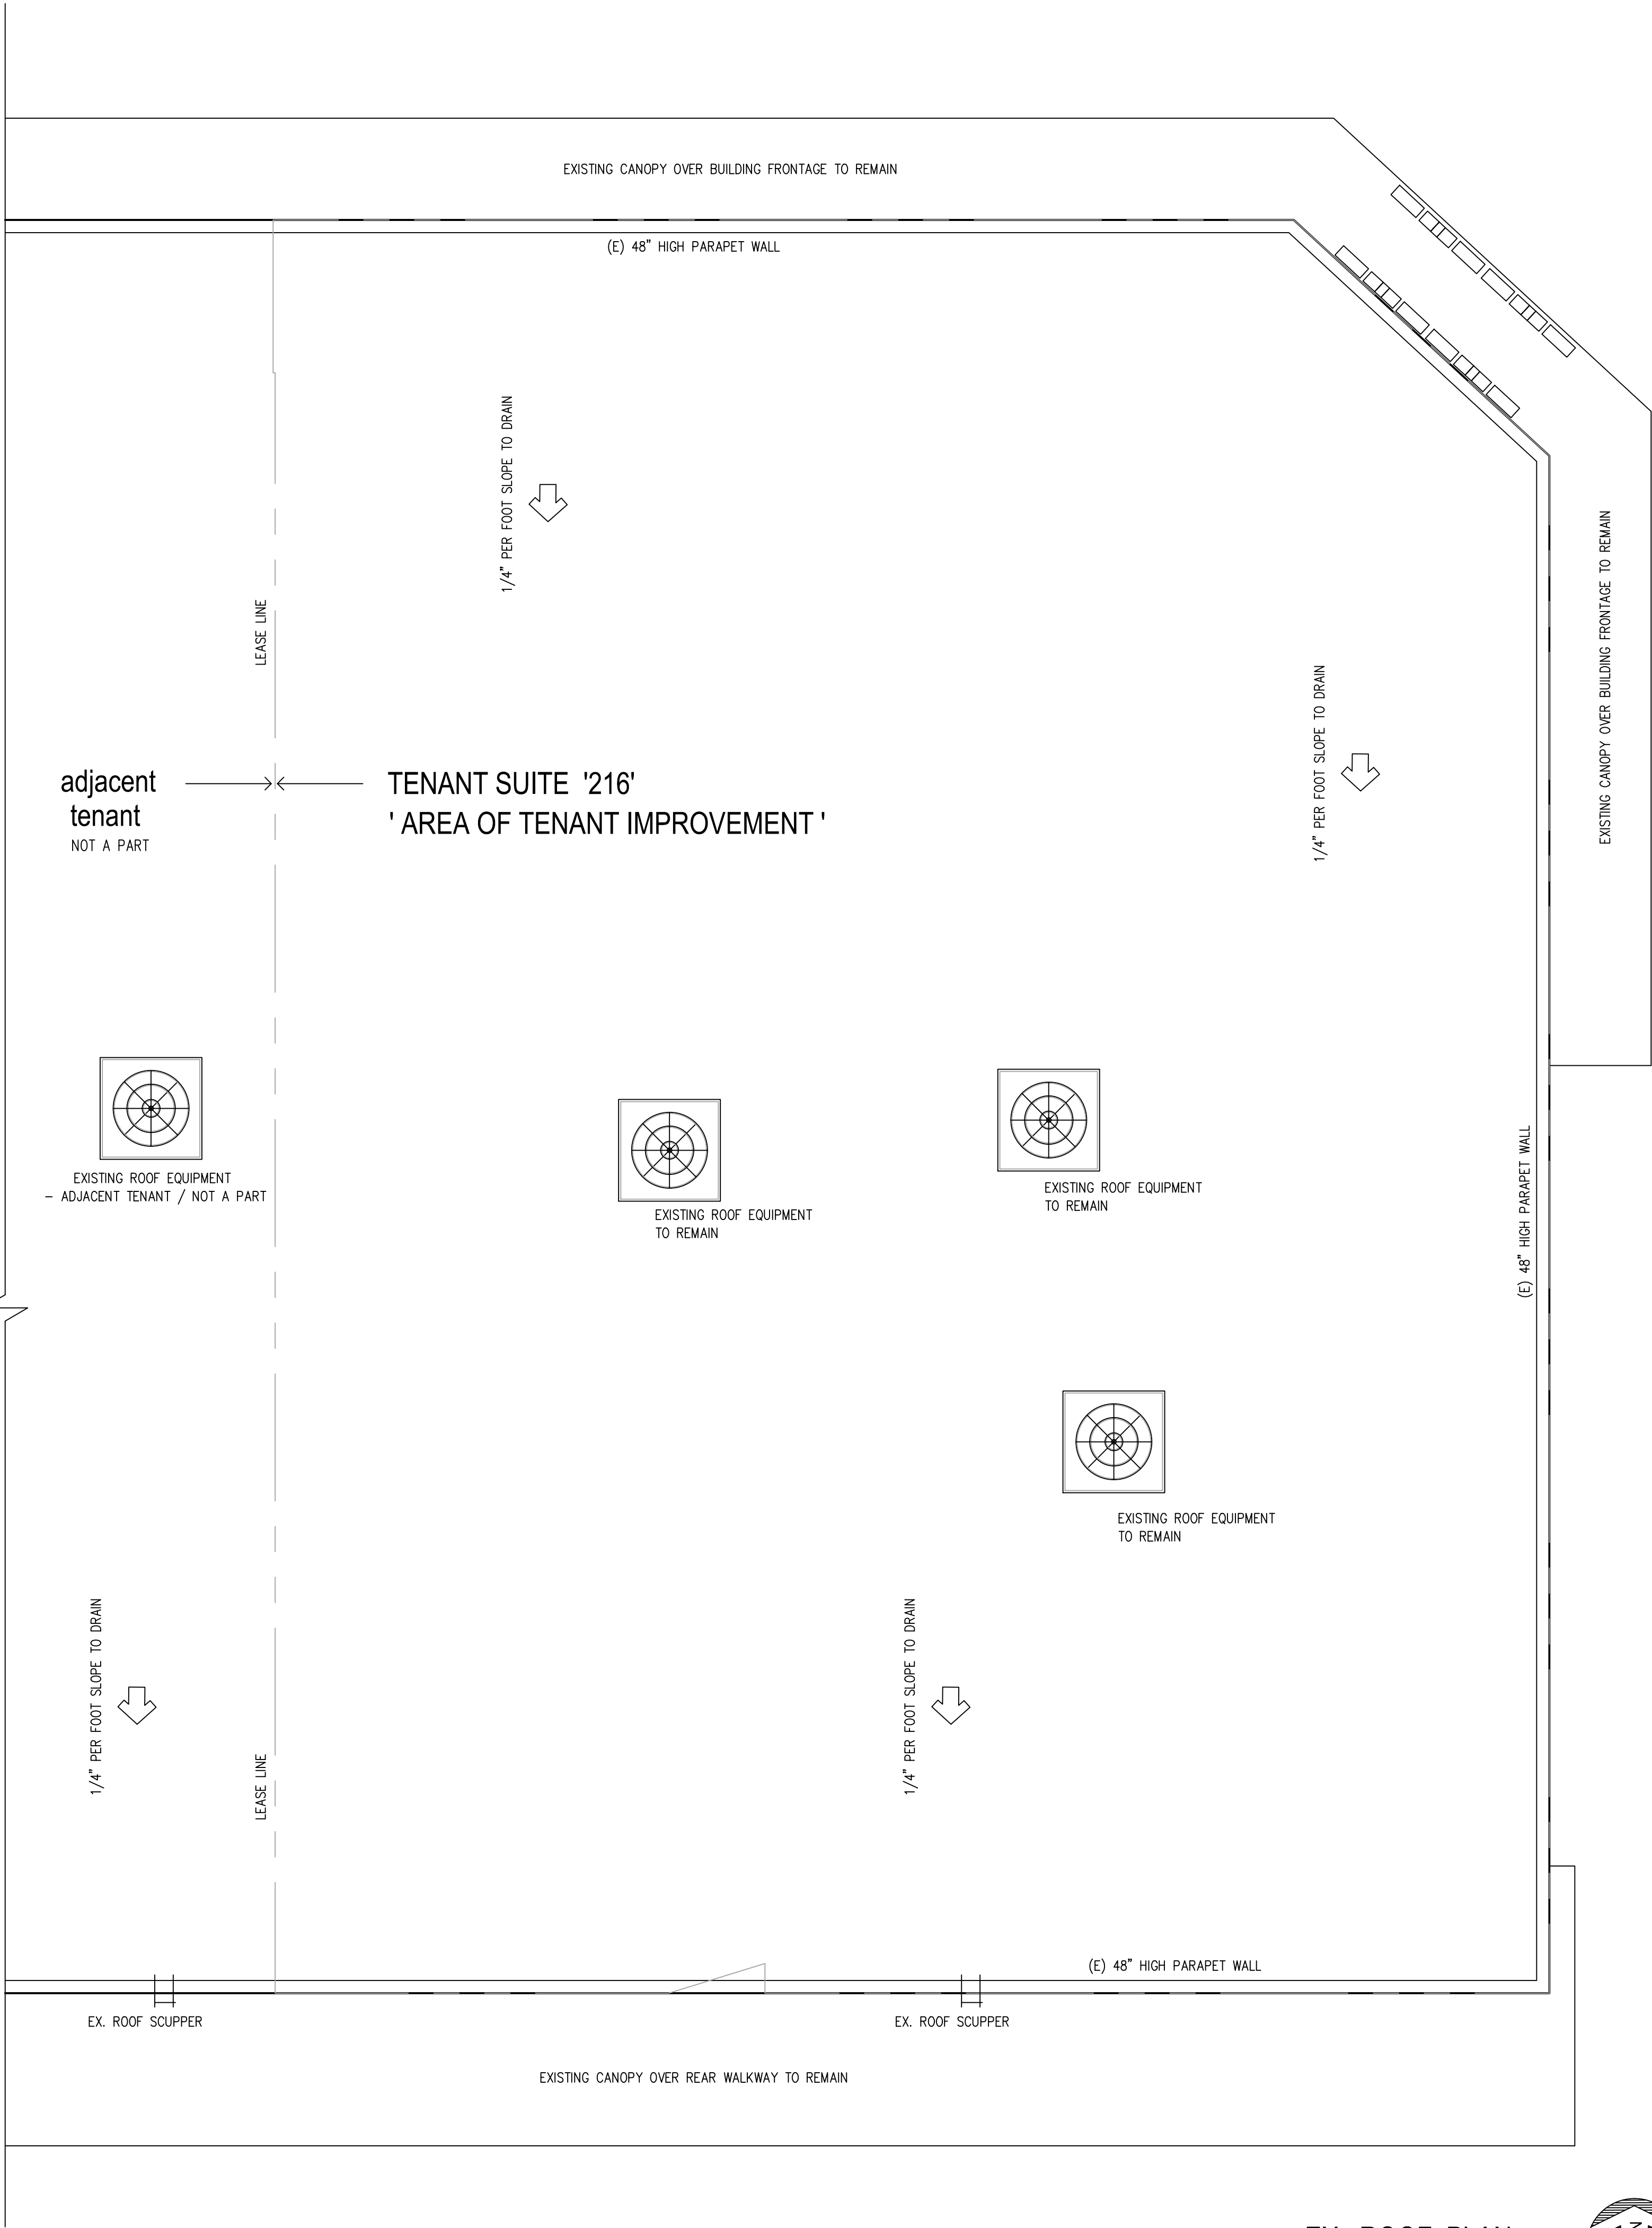 EXISTING CANOPY OVER BUILDING FRONTAGE TO REMAIN
(E) 48" HIGH PARAPET WALL
1/4" PER FOOT SLOPE TO DRAIN
EXISTING CANOPY OVER BUILDING FRONTAGE TO REMAIN
LEASE LINE
1/4" PER FOOT SLOPE TO DRAIN
adjacent
tenant
NOT A PART
TENANT SUITE '216'
' AREA OF TENANT IMPROVEMENT '
EXISTING ROOF EQUIPMENT
- ADJACENT TENANT / NOT A PART
EXISTING ROOF EQUIPMENT
TO REMAIN
EXISTING ROOF EQUIPMENT
TO REMAIN
(E) 48" HIGH PARAPET WALL
EXISTING ROOF EQUIPMENT
TO REMAIN
1/4" PER FOOT SLOPE TO DRAIN
LEASE LINE
1/4" PER FOOT SLOPE TO DRAIN
(E) 48" HIGH PARAPET WALL
EX. ROOF SCUPPER
EX. ROOF SCUPPER
EXISTING CANOPY OVER REAR WALKWAY TO REMAIN
EX. ROOF PLAN